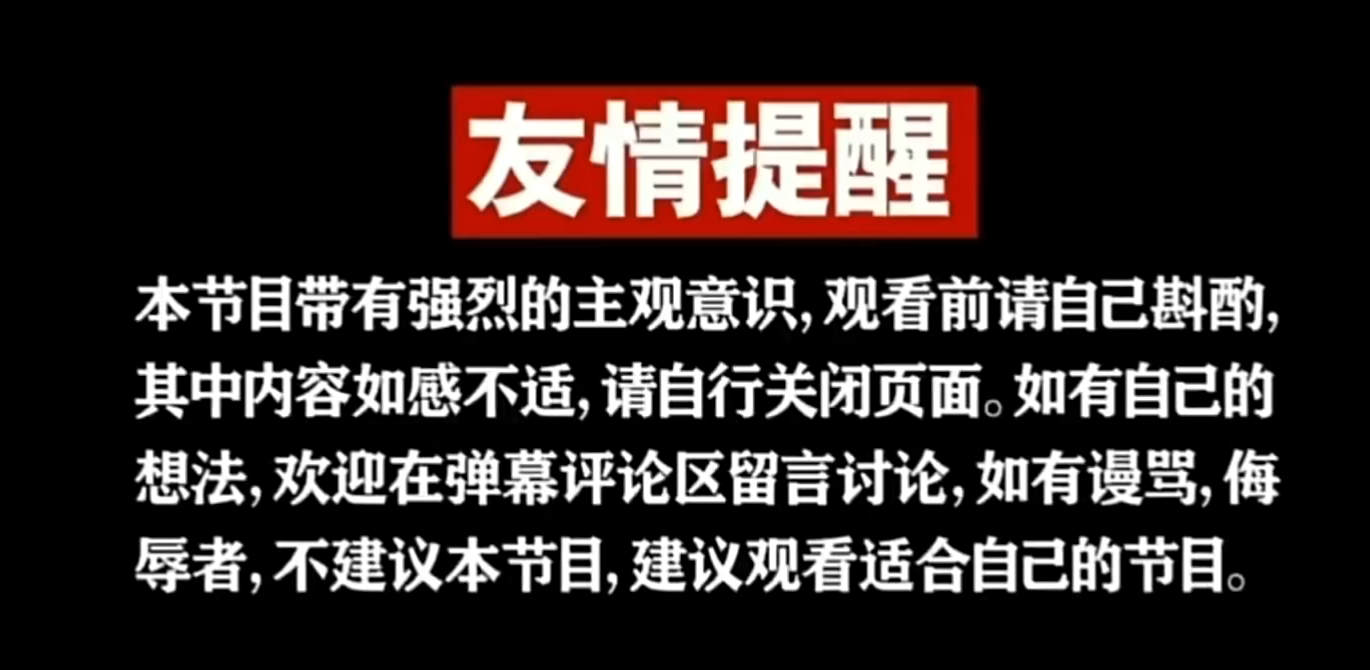 友情提醒
本节目带有强烈的主观意识,观看前请自己斟酌,
其中内容如感不适,请自行关闭页面。如有自己的
想法,欢迎在弹幕评论区留言讨论,如有谩骂,侮
辱者,不建议本节目,建议观看适合自己的节目。